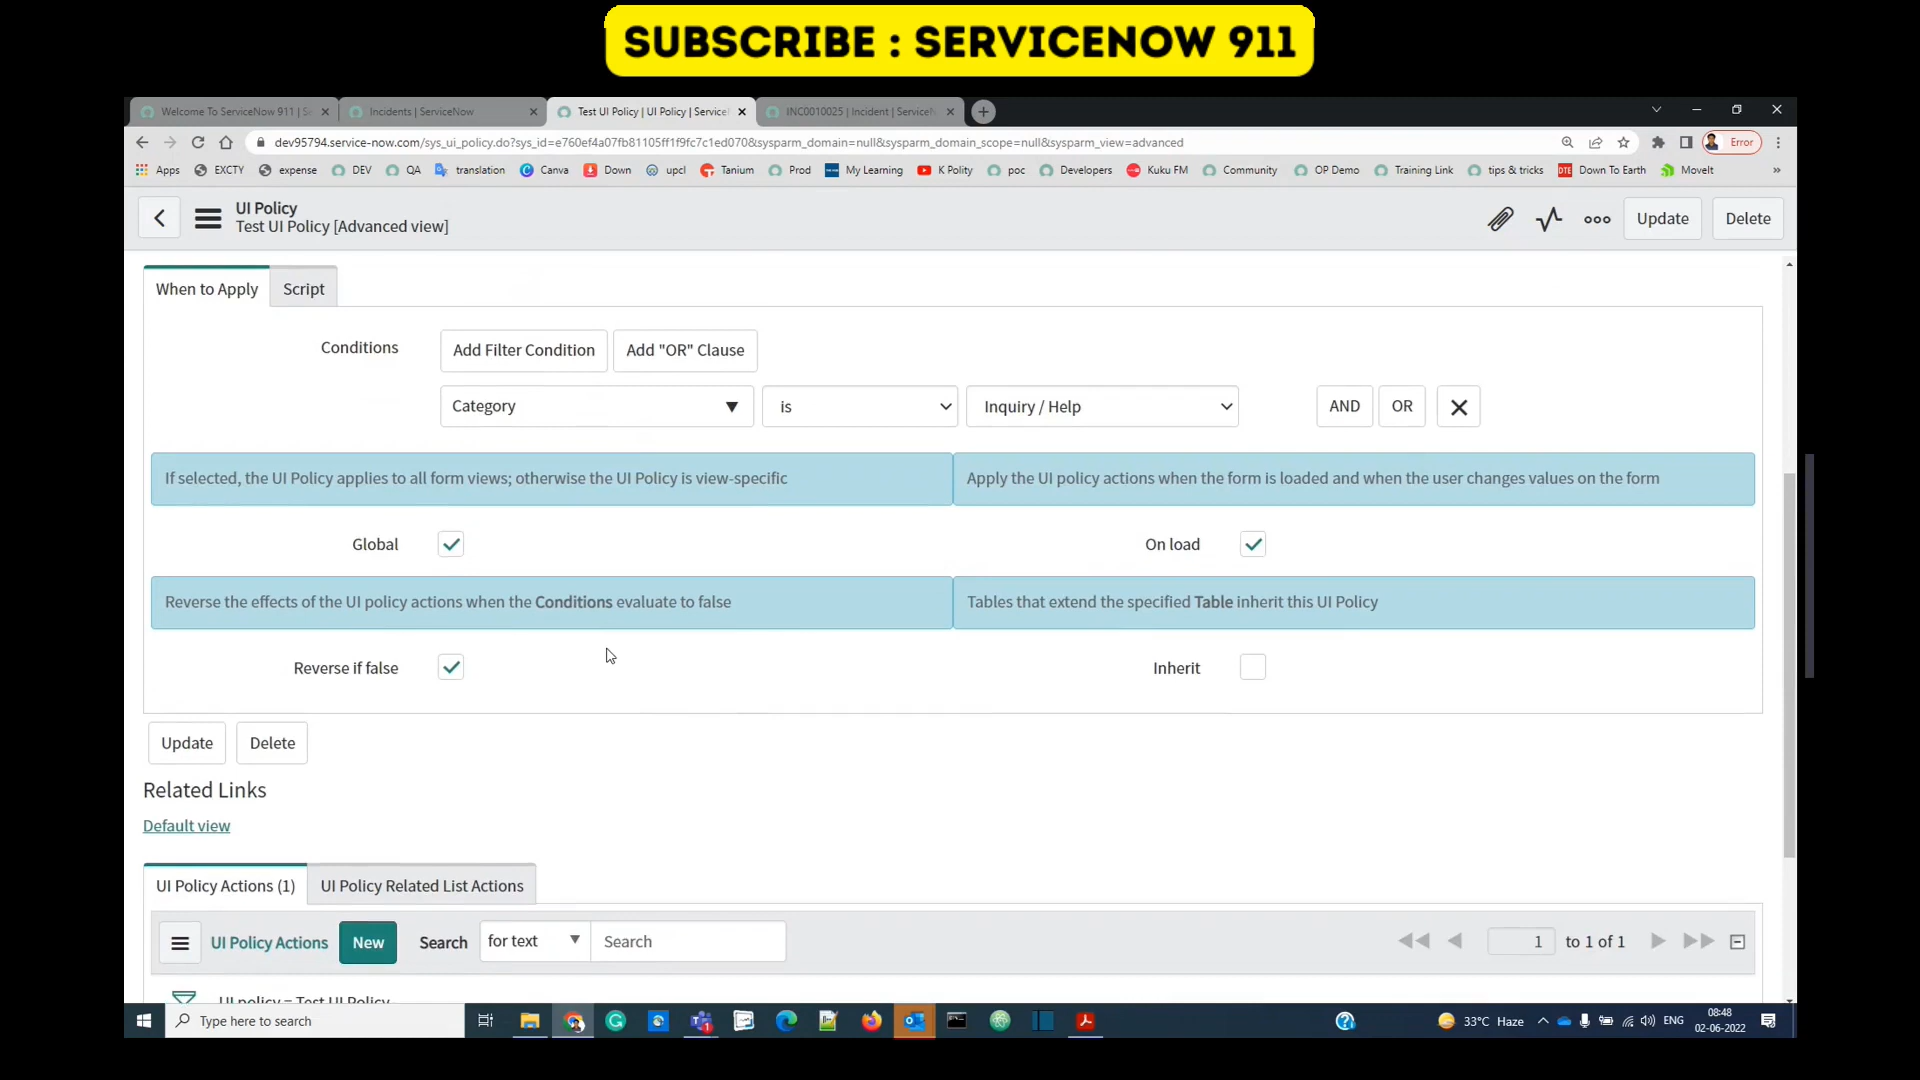 SUBSCRIBE : SERVICENOW 911
Welcome To ServiceNow 911 | Se
Incidents | ServiceNow
Test UI Policy | UI Policy | Service
INC0010025 | Incident | ServiceN
dev95794.service-now.com/sys_ui_policy.do?sys_id=e760ef4a07fb81105ff1f9fc7c1ed070&sysparm_domain=null&sysparm_domain_scope=null&sysparm_view=advanced
Error
Apps
EXCTY
expense
DEV
QA
translation
Canva
Down
upcl
Tanium
Prod
My Learning
K Polity
poc
Developers
Kuku FM
Community
OP Demo
Training Link
tips & tricks
DTE
Down To Earth
MoveIt
»
UI Policy
Test UI Policy [Advanced view]
Update
Delete
When to Apply
Script
Conditions
Add Filter Condition
Add "OR" Clause
Category
is
Inquiry / Help
AND
OR
If selected, the UI Policy applies to all form views; otherwise the UI Policy is view-specific
Apply the UI policy actions when the form is loaded and when the user changes values on the form
Global
On load
Reverse the effects of the UI policy actions when the Conditions evaluate to false
Tables that extend the specified Table inherit this UI Policy
Reverse if false
Inherit
Update
Delete
Related Links
Default view
UI Policy Actions (1)
UI Policy Related List Actions
UI Policy Actions
New
Search
for text
Search
1
to 1 of 1
UI policy = Test UI Policy
Type here to search
33°C Haze
ENG
08:48
02-06-2022